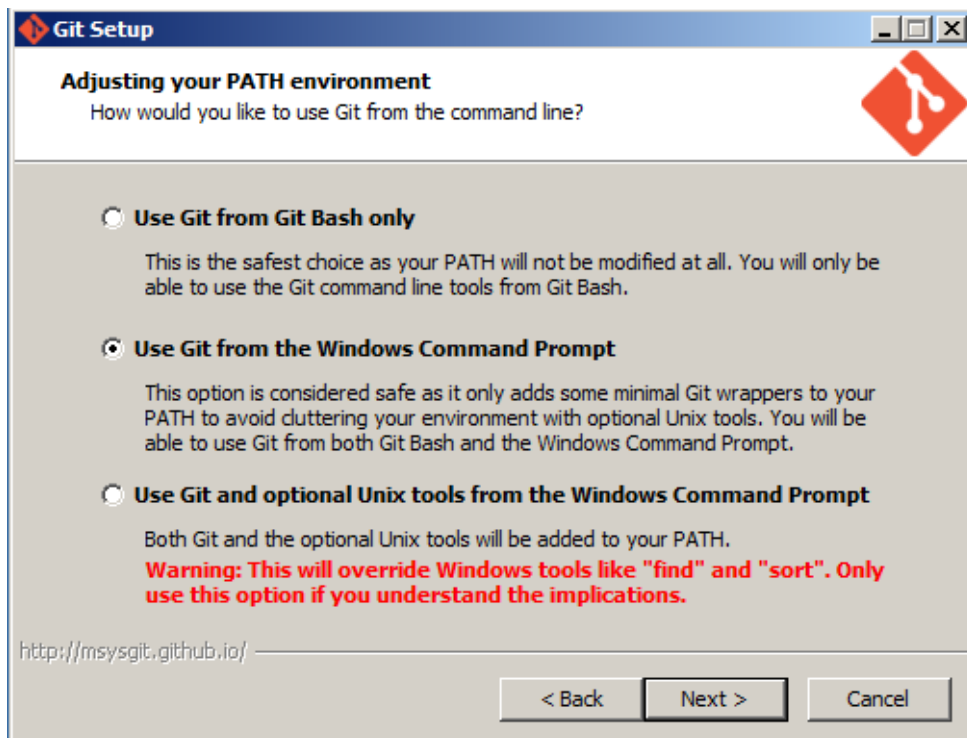 Git Setup
Adjusting your PATH environment
How would you like to use Git from the command line?
Use Git from Git Bash only
This is the safest choice as your PATH will not be modified at all. You will only be
able to use the Git command line tools from Git Bash.
Use Git from the Windows Command Prompt
This option is considered safe as it only adds some minimal Git wrappers to your
PATH to avoid cluttering your environment with optional Unix tools. You will be
able to use Git from both Git Bash and the Windows Command Prompt.
Use Git and optional Unix tools from the Windows Command Prompt
Both Git and the optional Unix tools will be added to your PATH.
Warning: This will override Windows tools like "find" and "sort". Only
use this option if you understand the implications.
http://msysgit.github.io/
< Back Next > Cancel